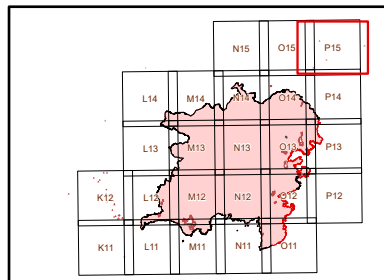 N15 O15 P15
L14 M14 N14 O14 P14
L13 M13 N13 O13 P13
K12 L12 M12 N12 O12 P12
K11 L11 M11 N11 O11